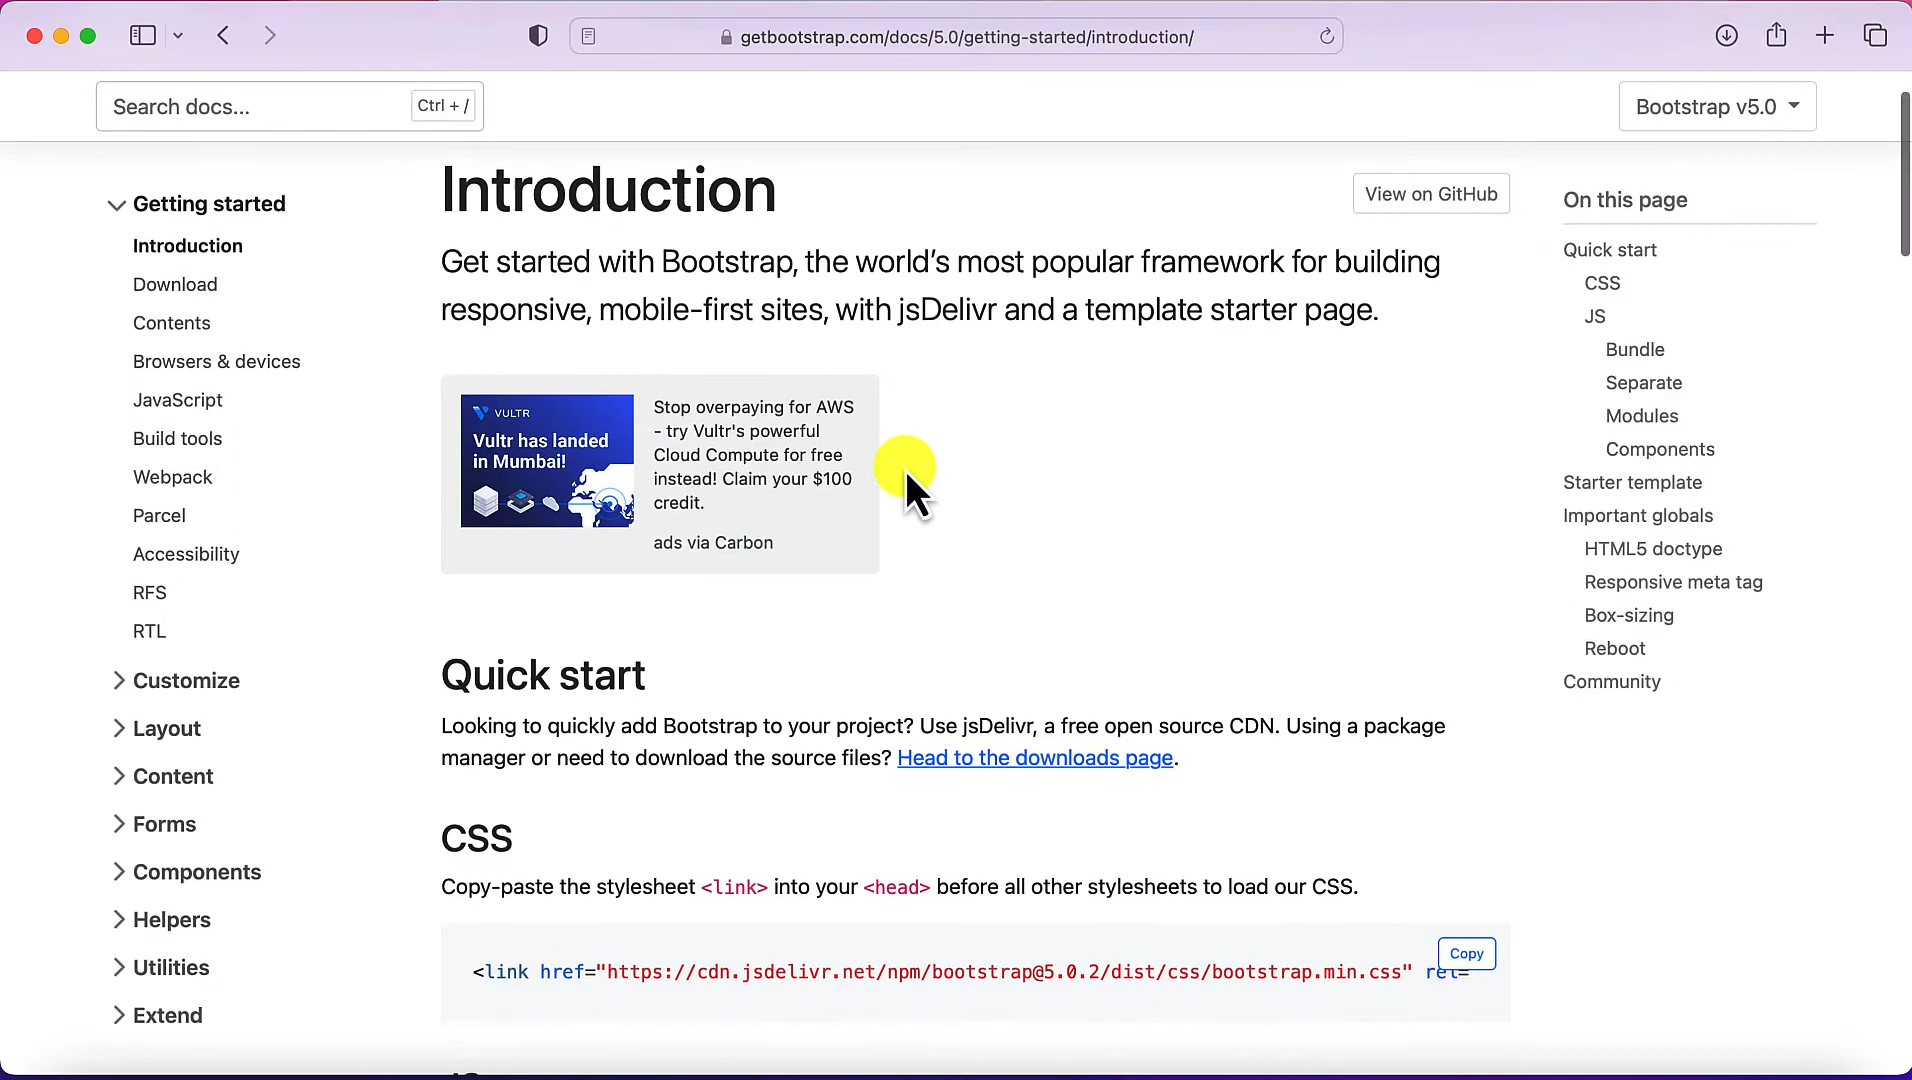 getbootstrap.com/docs/5.0/getting-started/introduction/
Search docs...
Ctrl + /
Bootstrap v5.0
Getting started
Introduction
Download
Contents
Browsers & devices
JavaScript
Build tools
Webpack
Parcel
Accessibility
RFS
RTL
Customize
Layout
Content
Forms
Components
Helpers
Utilities
Extend
Introduction
View on GitHub
Get started with Bootstrap, the world’s most popular framework for building
responsive, mobile-first sites, with jsDelivr and a template starter page.
VULTR
Vultr has landed
in Mumbai!
Stop overpaying for AWS
- try Vultr's powerful
Cloud Compute for free
instead! Claim your $100
credit.
ads via Carbon
Quick start
Looking to quickly add Bootstrap to your project? Use jsDelivr, a free open source CDN. Using a package
manager or need to download the source files? Head to the downloads page.
CSS
Copy-paste the stylesheet <link> into your <head> before all other stylesheets to load our CSS.
Copy
<link href="https://cdn.jsdelivr.net/npm/bootstrap@5.0.2/dist/css/bootstrap.min.css" rel=
On this page
Quick start
CSS
JS
Bundle
Separate
Modules
Components
Starter template
Important globals
HTML5 doctype
Responsive meta tag
Box-sizing
Reboot
Community